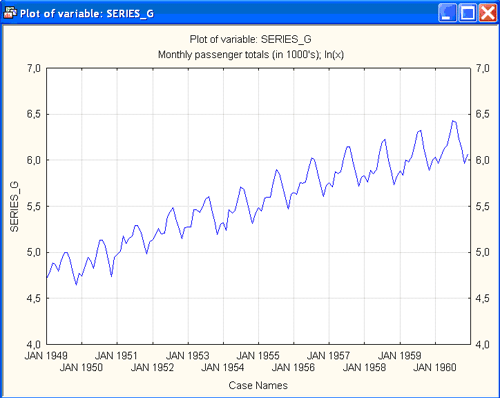 Plot of variable: SERIES_G
Plot of variable: SERIES_G
Monthly passenger totals (in 1000's); ln(x)
7,0 7,0
6,5 6,5
6,0 6,0
5,5 5,5
5,0 5,0
4,5 4,5
4,0 4,0
SERIES_G
JAN 1949 JAN 1951 JAN 1953 JAN 1955 JAN 1957 JAN 1959
JAN 1950 JAN 1952 JAN 1954 JAN 1956 JAN 1958 JAN 1960
Case Names